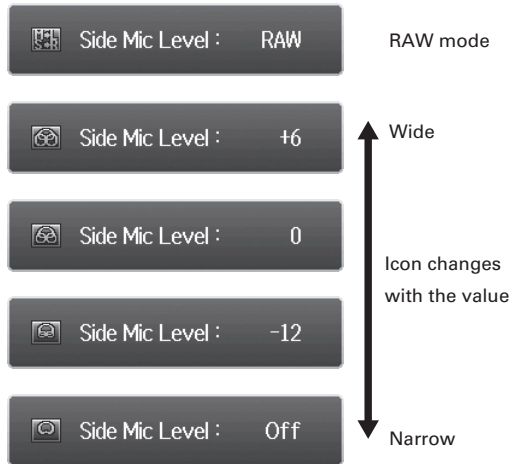 Side Mic Level : RAW
RAW mode
Side Mic Level : +6
Wide
Side Mic Level : 0
Icon changes
with the value
Side Mic Level : -12
Side Mic Level : Off
Narrow